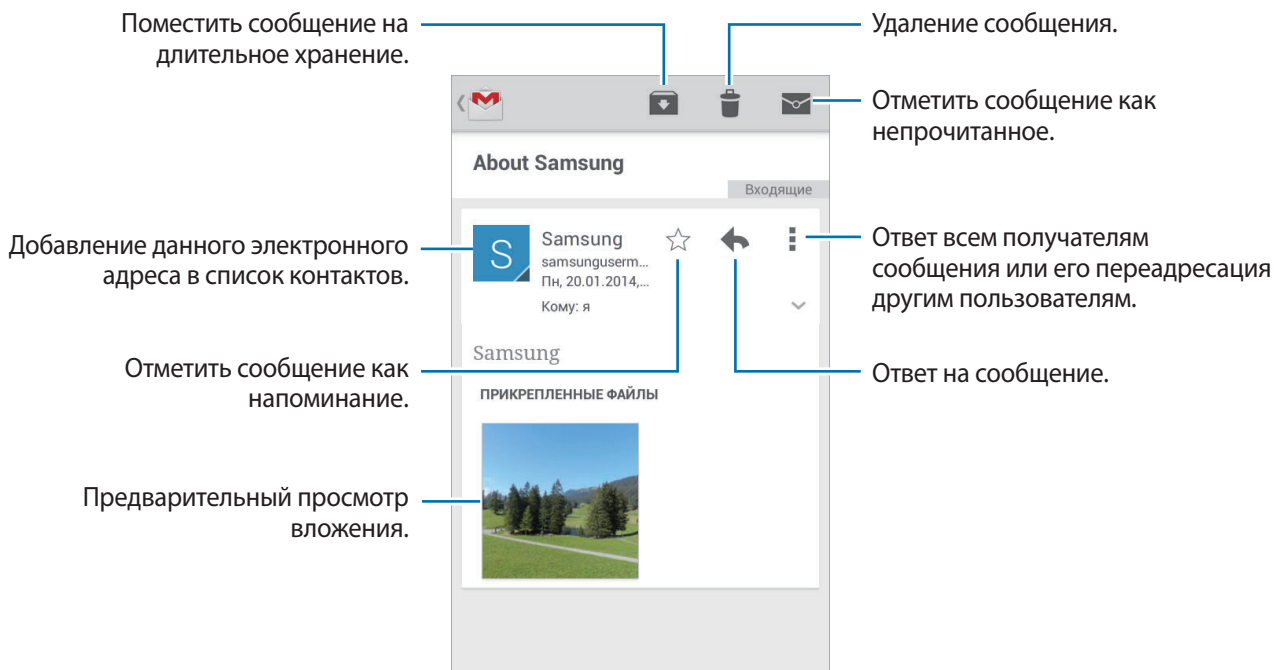 Поместить сообщение на
длительное хранение.
Удаление сообщения.
Отметить сообщение как
непрочитанное.
About Samsung
Входящие
Добавление данного электронного
адреса в список контактов.
S
Samsung
samsunguserm...
Пн, 20.01.2014,...
Кому: я
Ответ всем получателям
сообщения или его переадресация
другим пользователям.
Samsung
Отметить сообщение как
напоминание.
Ответ на сообщение.
ПРИКРЕПЛЕННЫЕ ФАЙЛЫ
Предварительный просмотр
вложения.